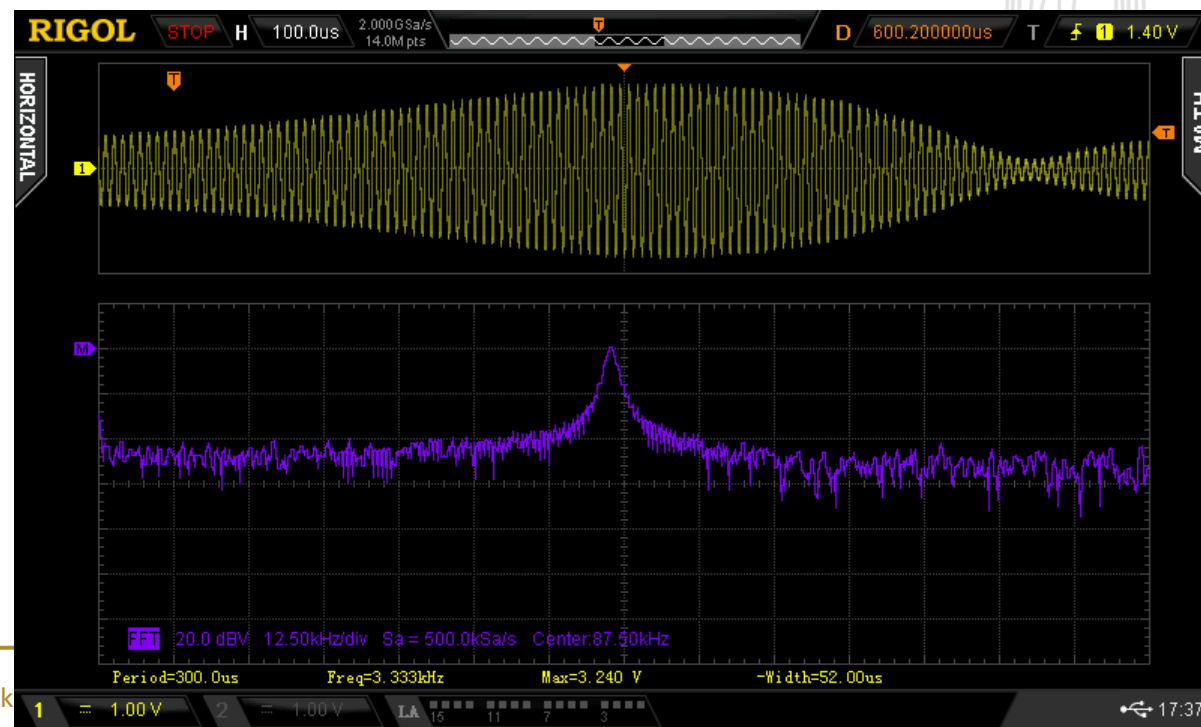 RIGOL STOP H 100.0us 2.000GSa/s 14.0M pts D 600.200000us T 1 1.40 V
HORIZONTAL
MATH
T
1
T
M
FFT 20.0 dBV 12.50kHz/div Sa = 500.0kSa/s Center:87.50kHz
Period=300.0us Freq=3.333kHz Max=3.240 V -Width=52.00us
k
1 = 1.00 V 2 = 1.00 V LA 15 11 7 3 17:37